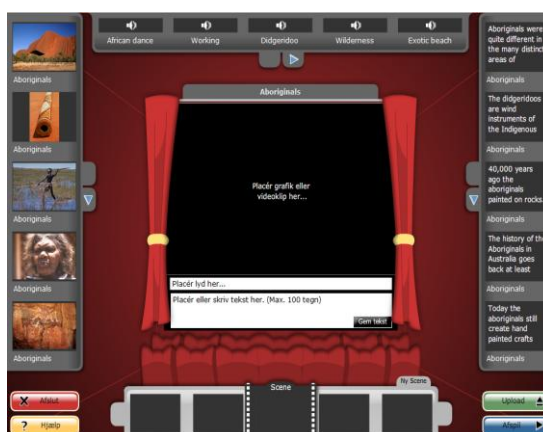 African dance
Working
Didgeridoo
Wilderness
Exotic beach
Aboriginals
Aboriginals
Aboriginals
Aboriginals
Aboriginals
Aboriginals
Placér grafik eller
videoklip her...
Placér lyd her...
Placér eller skriv tekst her. (Max. 100 tegn)
Gem tekst
Aboriginals were
quite different in
the many distinct
areas of
Aboriginals
The didgeridoos
are wind
instruments of
the Indigenous
Aboriginals
40,000 years
ago the
aboriginals
painted on rocks.
Aboriginals
The history of the
Aboriginals in
Australia goes
back at least
Aboriginals
Today the
aboriginals still
create hand
painted crafts
Aboriginals
Scene
Ny Scene
X Afslut
? Hjælp
Upload
Afspil